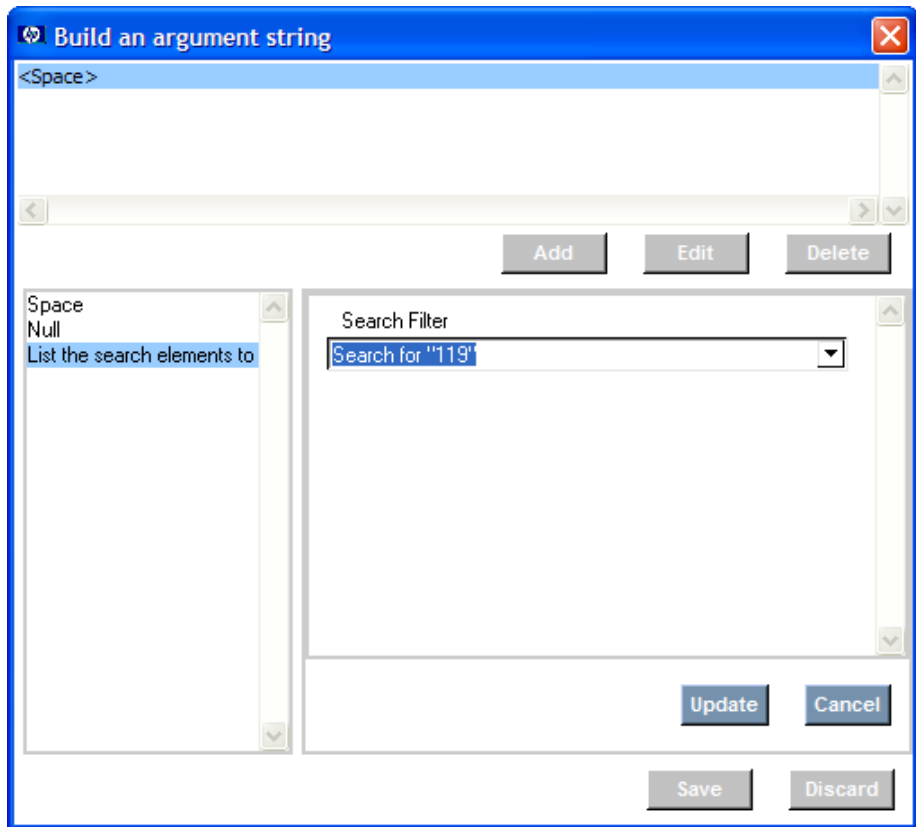 Build an argument string
<Space>
Add Edit Delete
Space
Null
List the search elements to
Search Filter
Search for "119"
Update Cancel
Save Discard